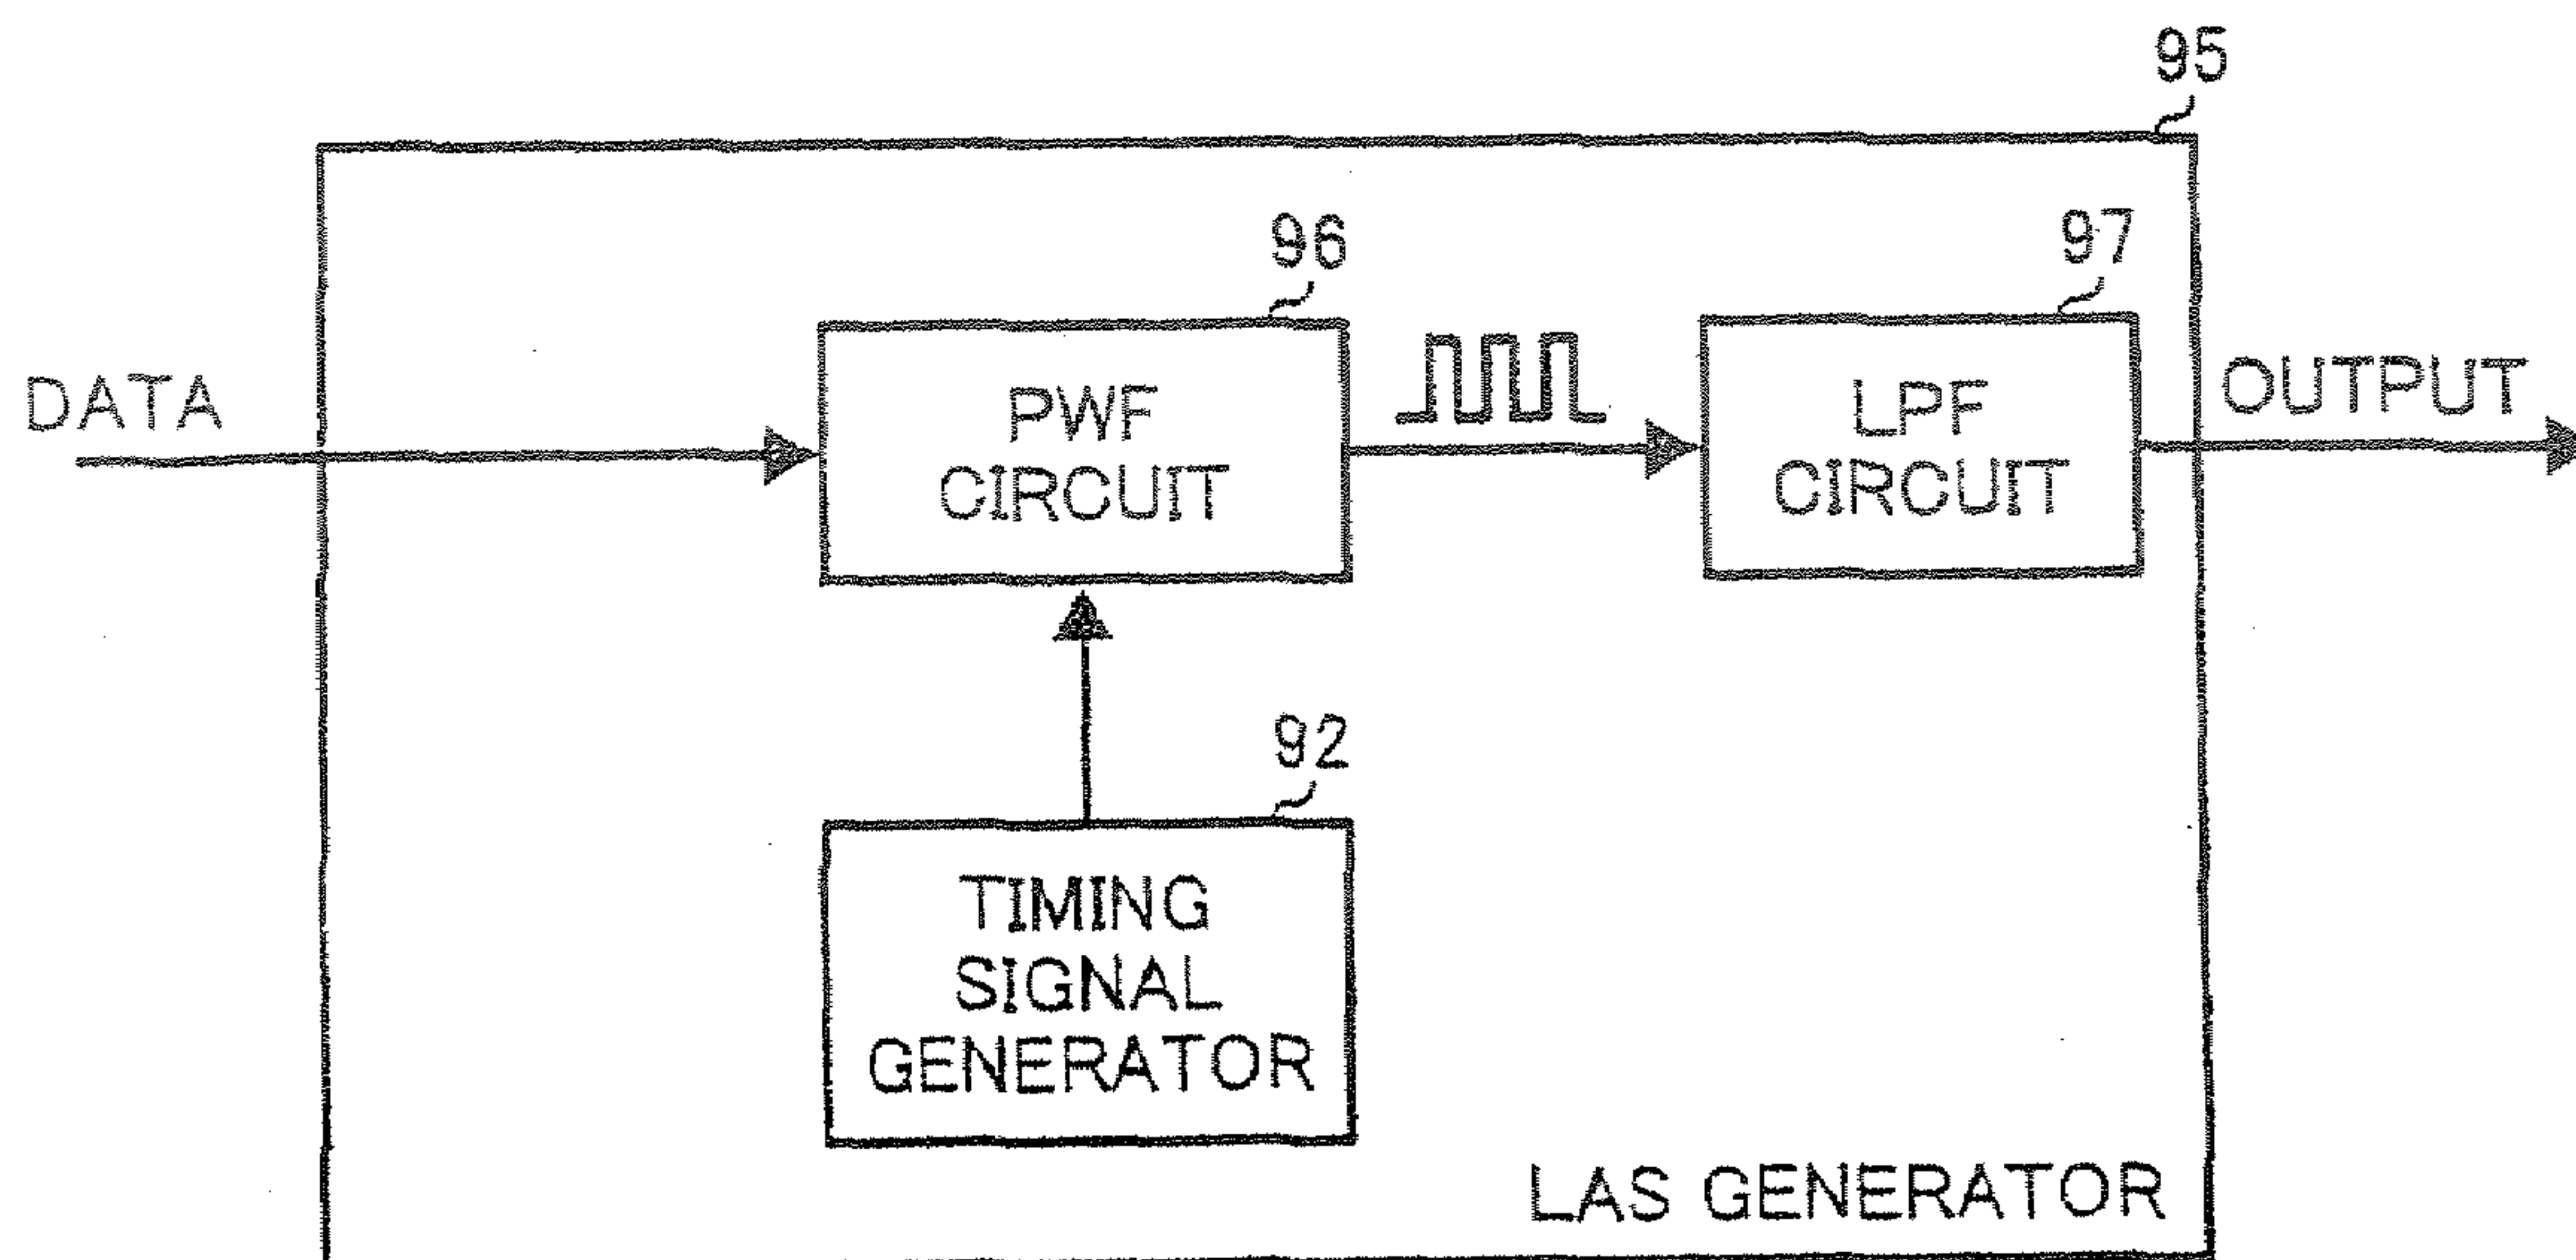 95
96
97
DATA
PWF
CIRCUIT
LPF
CIRCUIT
OUTPUT
92
TIMING
SIGNAL
GENERATOR
LAS GENERATOR